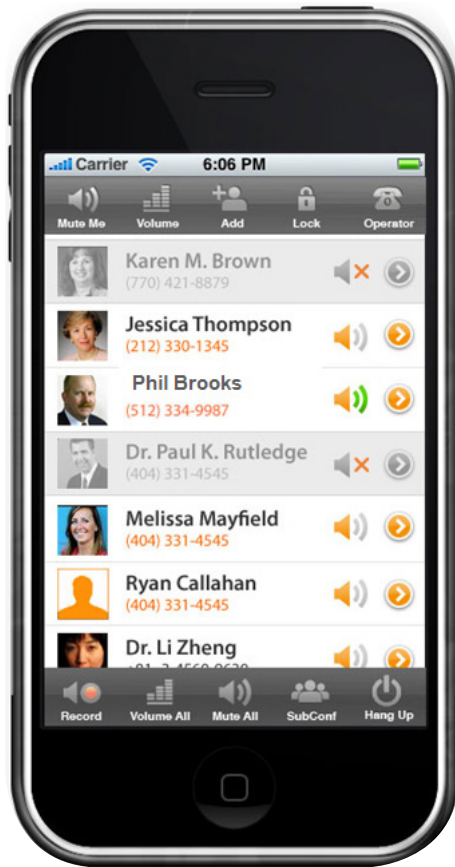 Carrier 6:06 PM
Mute Me Volume Add Lock Operator
Karen M. Brown
(770) 421-8879
Jessica Thompson
(212) 330-1345
Phil Brooks
(512) 334-9987
Dr. Paul K. Rutledge
(404) 331-4545
Melissa Mayfield
(404) 331-4545
Ryan Callahan
(404) 331-4545
Dr. Li Zheng
Record Volume All Mute All SubConf Hang Up